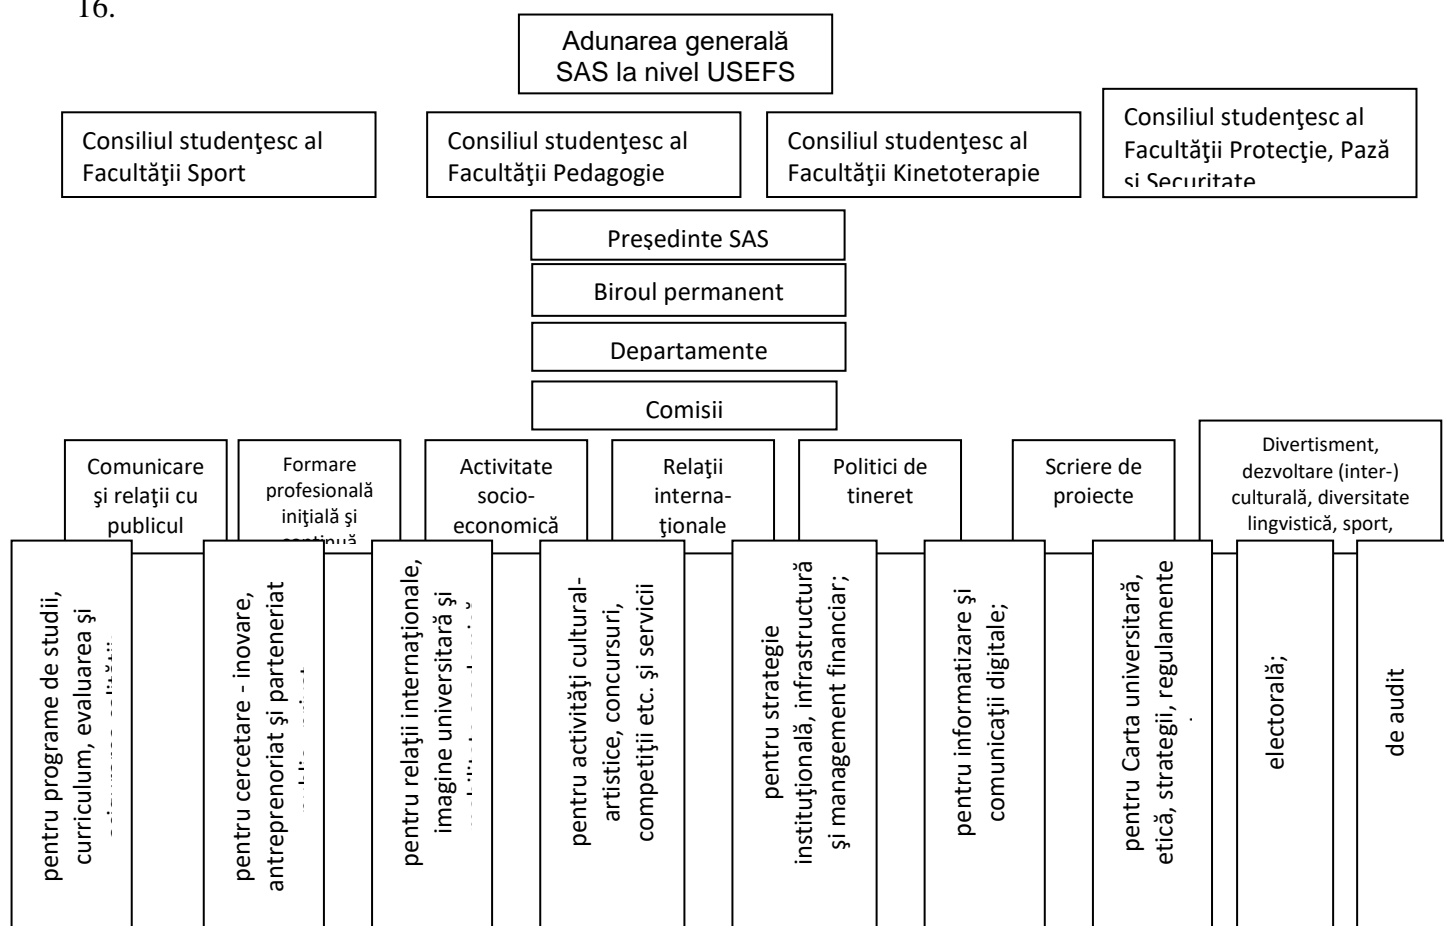 16.
Adunarea generală
SAS la nivel USEFS
Consiliul studenţesc al
Facultăţii Sport
Consiliul studenţesc al
Facultăţii Pedagogie
Consiliul studenţesc al
Facultăţii Kinetoterapie
Consiliul studenţesc al
Facultăţii Protecţie, Pază
şi Securitate
Preşedinte SAS
Biroul permanent
Departamente
Comisii
Comunicare
şi relaţii cu
publicul
Formare
profesională
iniţială şi
continuă
Activitate
socio-
economică
Relaţii
interna-
ţionale
Politici de
tineret
Scriere de
proiecte
Divertisment,
dezvoltare (inter-)
culturală, diversitate
lingvistică, sport,
pentru programe de studii,
curriculum, evaluarea şi
pentru cercetare - inovare,
antreprenoriat şi parteneriat
pentru relaţii internaţionale,
imagine universitară şi
pentru activităţi cultural-
artistice, concursuri,
competiţii etc. şi servicii
pentru strategie
instituţională, infrastructură
şi management financiar;
pentru informatizare şi
comunicaţii digitale;
pentru Carta universitară,
etică, strategii, regulamente
electorală;
de audit